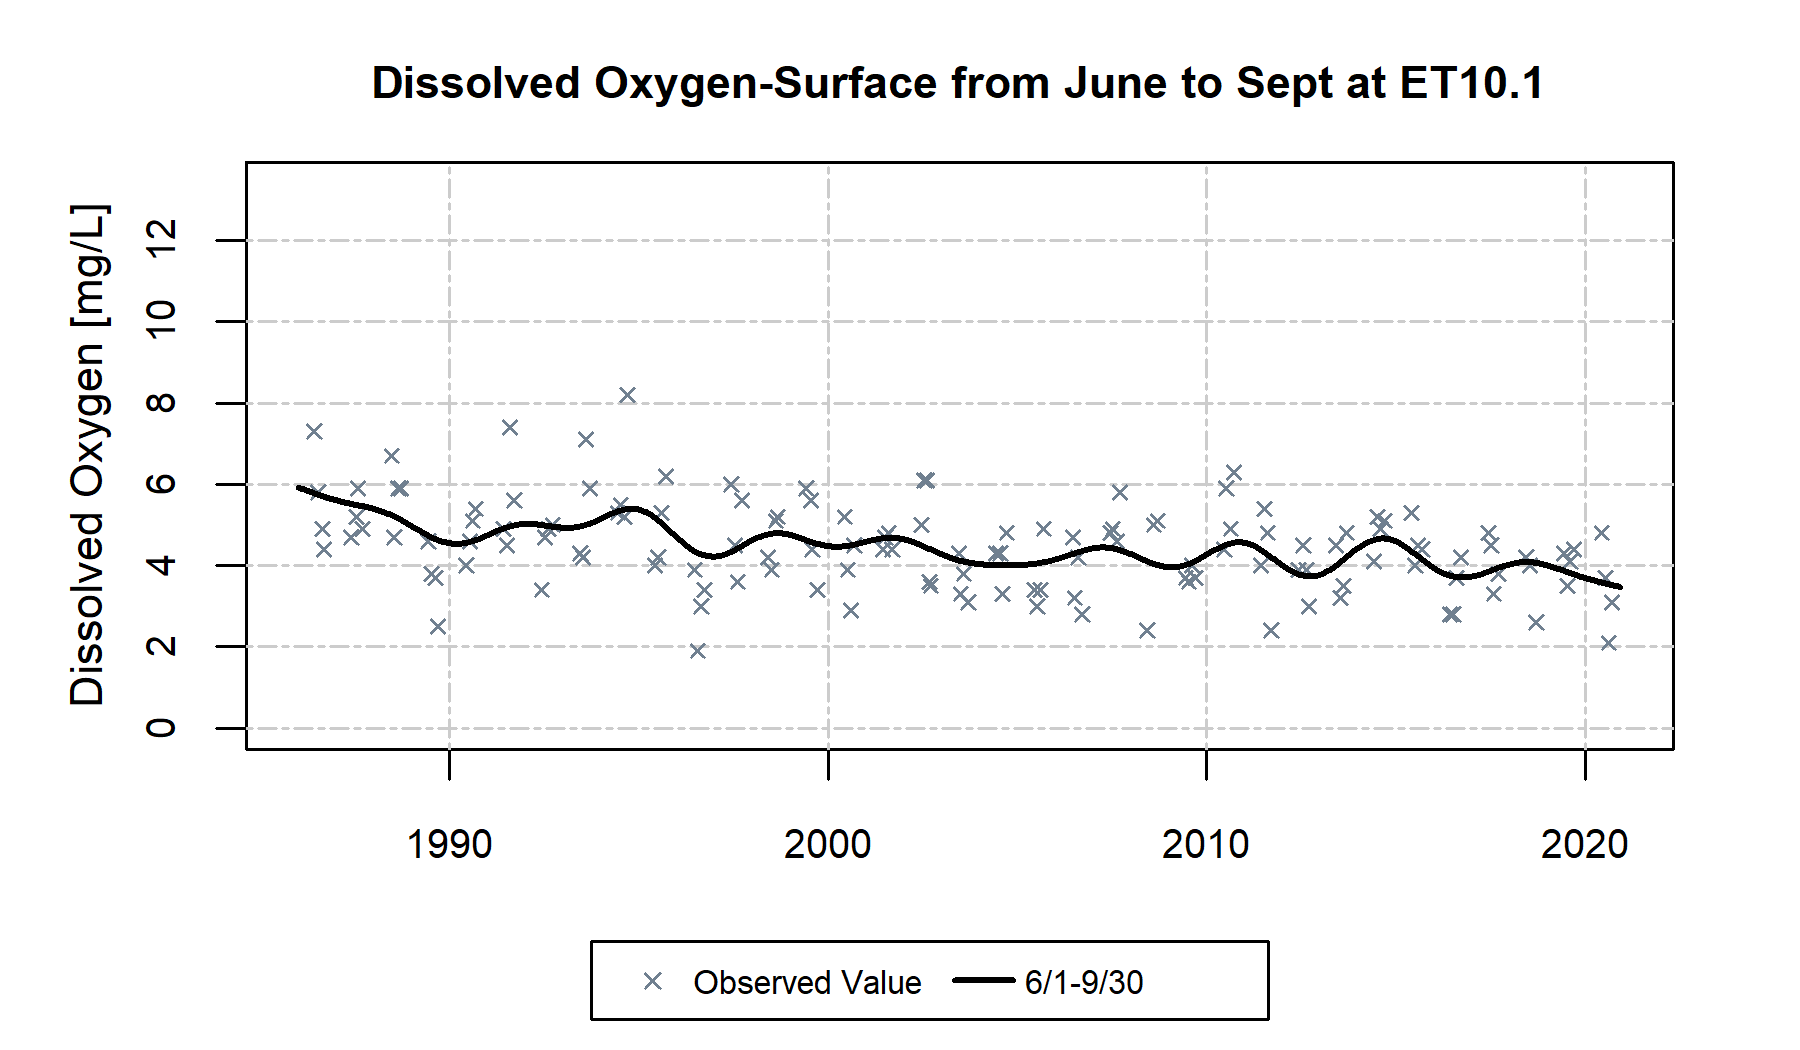 Dissolved Oxygen-Surface from June to Sept at ET10.1
Dissolved Oxygen [mg/L]
12
10
8
6
4
2
0
1990 2000 2010 2020
Observed Value 6/1-9/30